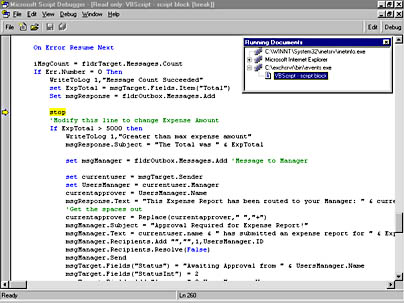 Microsoft Script Debugger - [Read only: VBScript - script block [break]]
File Edit View Debug Window Help
File Edit Debug
Running Documents
C:\WINNT\System32\inetsrv\inetinfo.exe
Microsoft Internet Explorer
C:\exchsrvr\bin\events.exe
VBScript - script block
On Error Resume Next
iMsgCount = fldrTarget.Messages.Count
If Err.Number = 0 Then
WriteToLog 1,"Message Count Succeeded"
set ExpTotal = msgTarget.Fields.Item("Total")
Set msgResponse = fldrOutbox.Messages.Add
stop
'Modify this line to change Expense Amount
If ExpTotal > 5000 then
WriteToLog 1,"Greater than max expense amount"
msgResponse.Subject = "The Total was " & ExpTotal
set msgManager = fldrOutbox.Messages.Add 'Message to Manager
set currentuser = msgTarget.Sender
set UsersManager = currentuser.Manager
currentapprover = UsersManager.Name
msgResponse.Text = "This Expense Report has been routed to your Manager: " & curre
'Get the spaces out
currentapprover = Replace(currentapprover," ","+")
msgManager.Subject = "Approval Required for Expense Report!"
msgManager.Text = currentuser.name & " has submitted an expense report for " & Exp
msgManager.Recipients.Add "","",1,UsersManager.ID
msgManager.Recipients.Resolve(False)
msgManager.Send
msgTarget.Fields("Status") = "Awaiting Approval from " & UsersManager.Name
msgTarget.Fields("StatusInt") = 2
Ready Ln 260